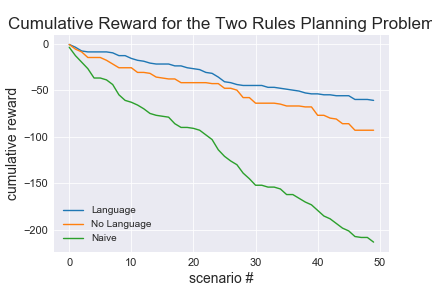 Cumulative Reward for the Two Rules Planning Problem
0
−50
−100
−150
−200
cumulative reward
Language
No Language
Naive
0 10 20 30 40 50
scenario #